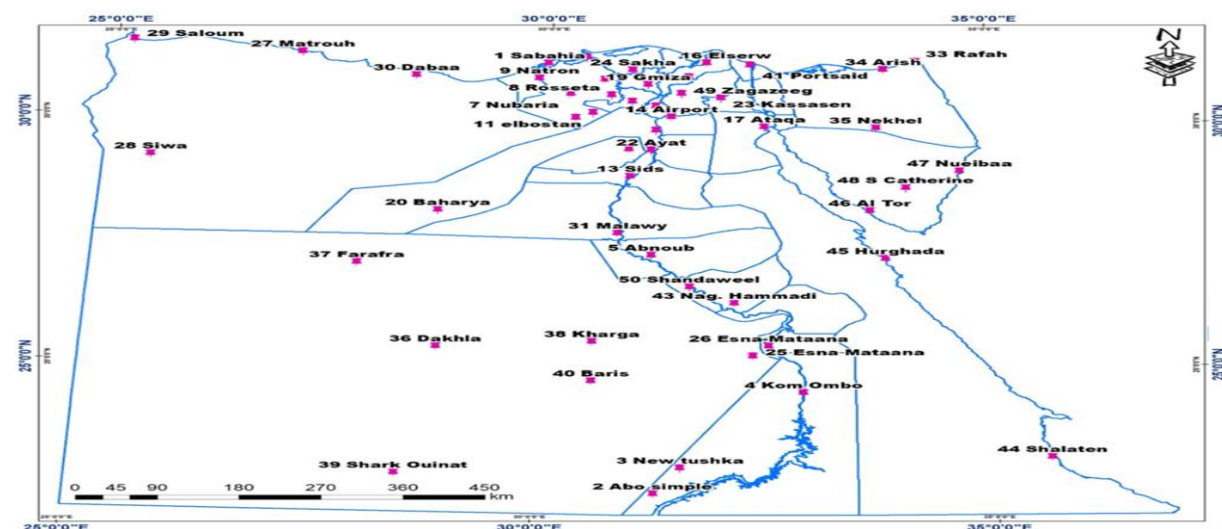 25°0'0"E 30°0'0"E 35°0'0"E
29 Saloum
27 Matrouh
30 Dabaa
1 Sabahia
24 Sakha
16 Elserw
33 Rafah
34 Arish
9 Natron
19 Gmiza
41 Portsaid
8 Rosseta
49 Zagazeeg
7 Nubaria
14 Airport
23 Kassasen
11 elbostan
17 Ataqa
35 Nekhel
N
30°0'0"N
30°0'0"N
28 Siwa
22 Ayat
13 Sids
47 Nueibaa
48 S Catherine
20 Baharya
46 Al Tor
31 Malawy
5 Abnoub
45 Hurghada
37 Farafra
50 Shandaweel
43 Nag. Hammadi
36 Dakhla
38 Kharga
26 Esna-Mataana
25 Esna-Mataana
25°0'0"N
25°0'0"N
40 Baris
4 Kom Ombo
44 Shalaten
39 Shark Ouinat
3 New tushka
2 Abo simple
0 45 90 180 270 360 450
km
25°0'0"E 30°0'0"E 35°0'0"E